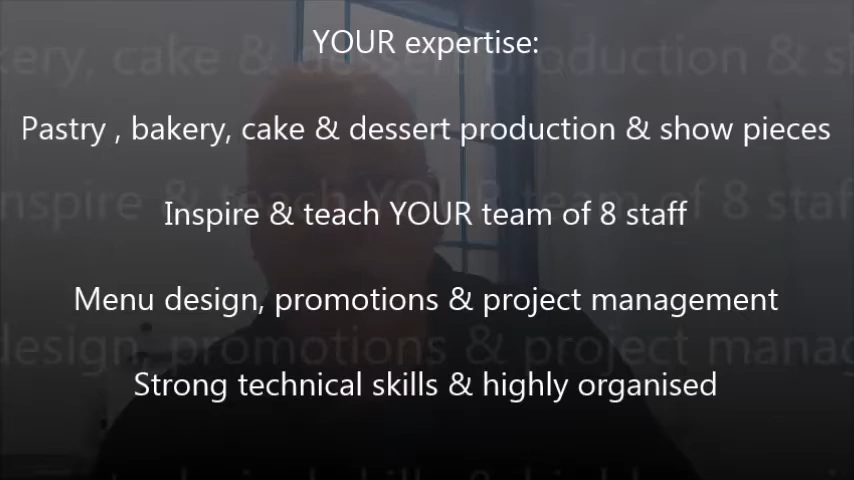 YOUR expertise:
Pastry , bakery, cake & dessert production & show pieces
Inspire & teach YOUR team of 8 staff
Menu design, promotions & project management
Strong technical skills & highly organised